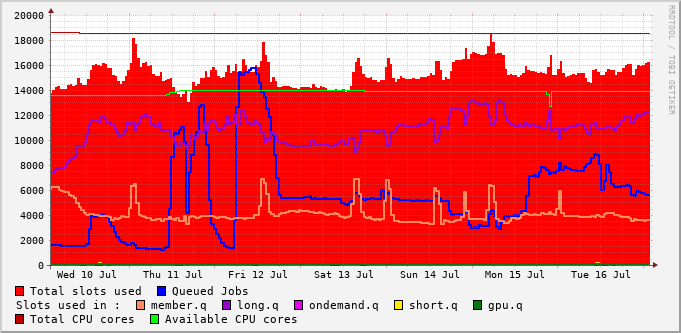 RRDTOOL / TOBI OETIKER
20000
18000
16000
14000
12000
10000
8000
6000
4000
2000
0
Wed 10 Jul Thu 11 Jul Fri 12 Jul Sat 13 Jul Sun 14 Jul Mon 15 Jul Tue 16 Jul
Total slots used Queued Jobs
Slots used in : member.q long.q ondemand.q short.q gpu.q
Total CPU cores Available CPU cores